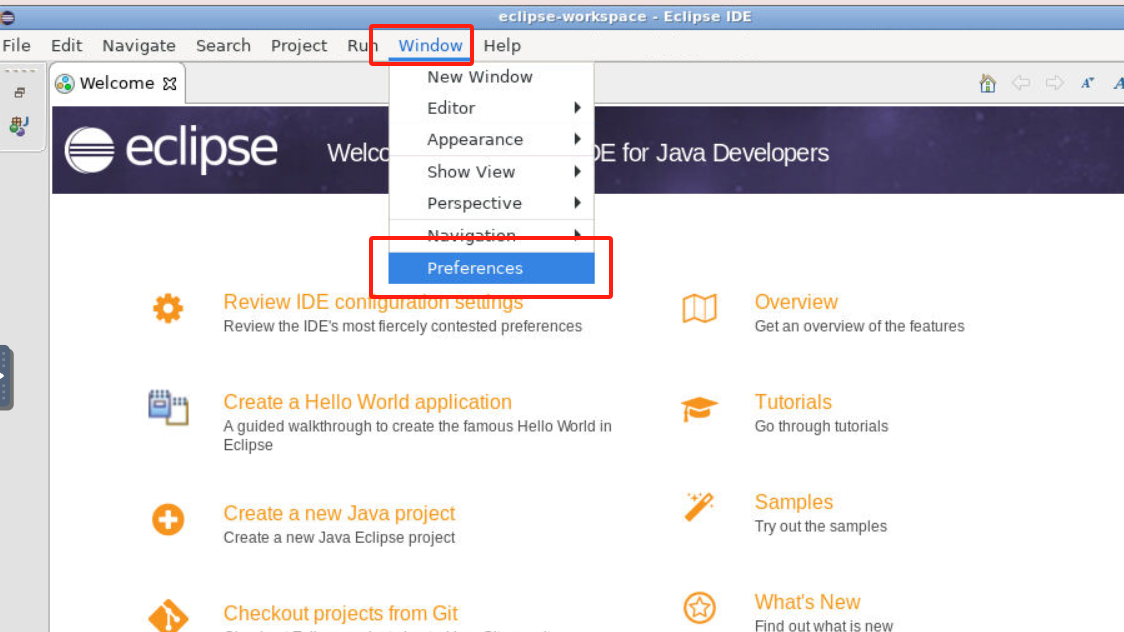 eclipse-workspace - Eclipse IDE
File Edit Navigate Search Project Run Window Help
Welcome
New Window
Editor
Appearance
Show View
Perspective
Navigation
Preferences
eclipse
DE for Java Developers
Review IDE configuration settings
Review the IDE's most fiercely contested preferences
Create a Hello World application
A guided walkthrough to create the famous Hello World in
Eclipse
Create a new Java project
Create a new Java Eclipse project
Checkout projects from Git
Overview
Get an overview of the features
Tutorials
Go through tutorials
Samples
Try out the samples
What's New
Find out what is new